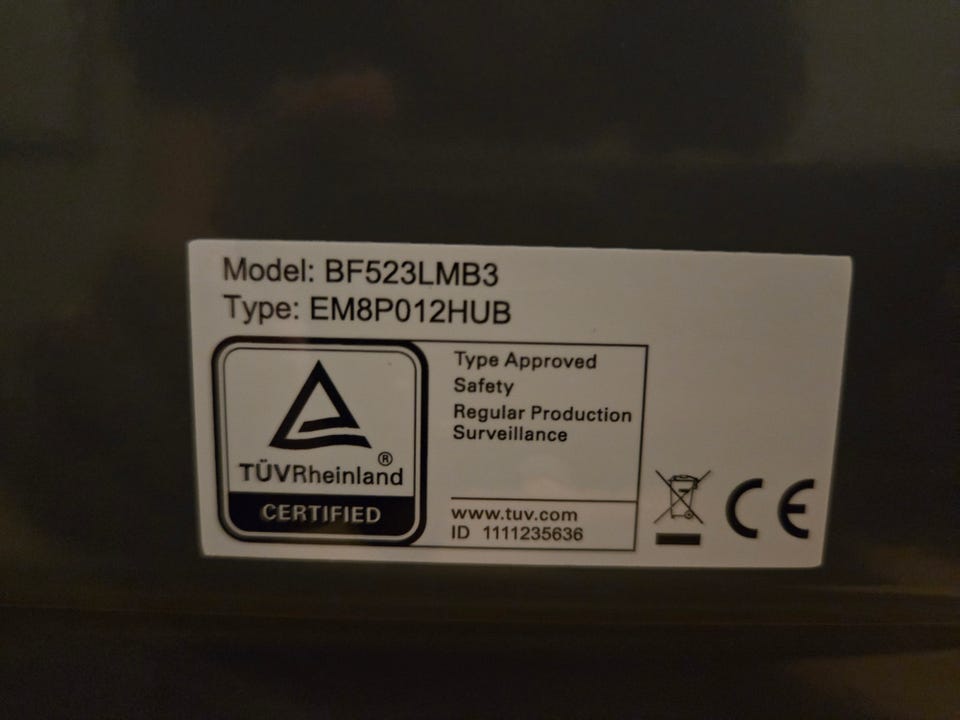 Model: BF523LMB3
Type: EM8P012HUB
TÜVRheinland®
CERTIFIED
Type Approved
Safety
Regular Production
Surveillance
www.tuv.com
ID 1111235636
CE